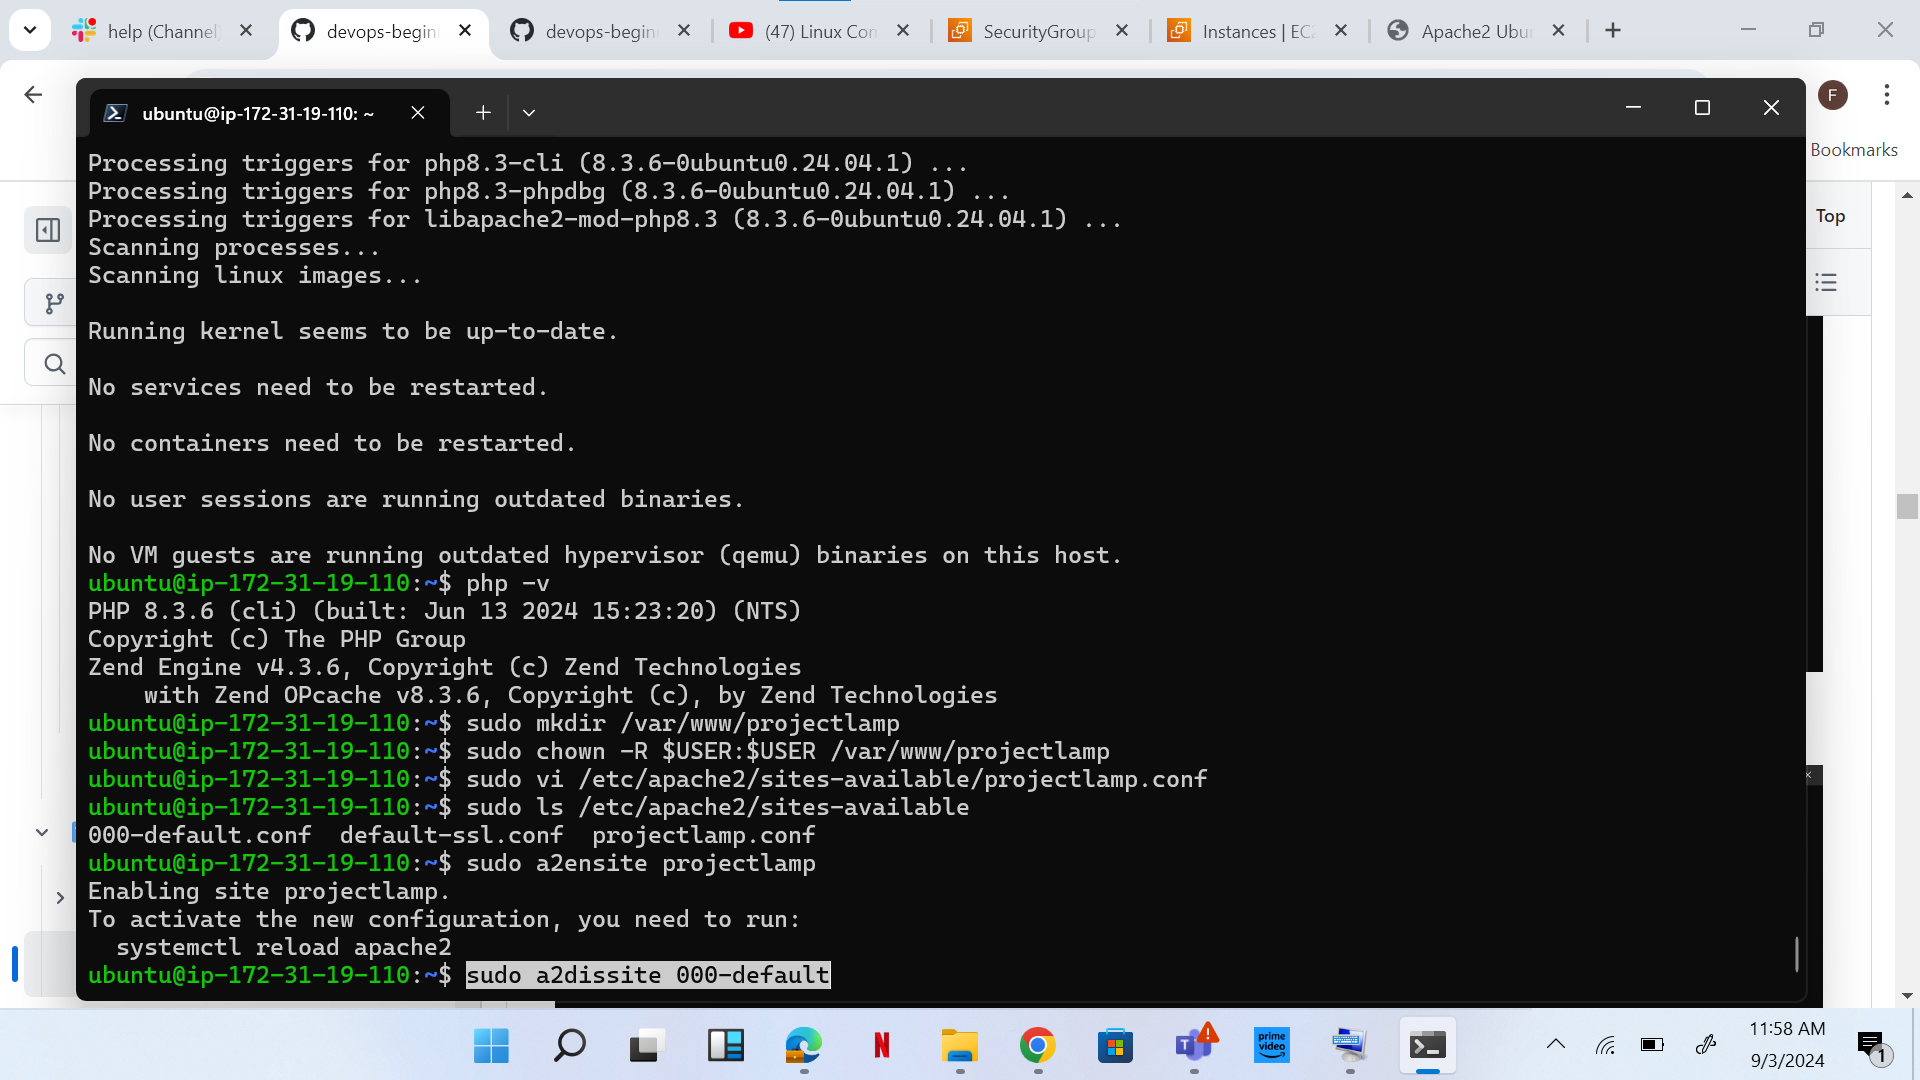 help (Channel)
devops-begin
devops-begin
(47) Linux Con
SecurityGroup
Instances | EC2
Apache2 Ubu
F
Bookmarks
Top
ubuntu@ip-172-31-19-110: ~
Processing triggers for php8.3-cli (8.3.6-0ubuntu0.24.04.1) ...
Processing triggers for php8.3-phpdbg (8.3.6-0ubuntu0.24.04.1) ...
Processing triggers for libapache2-mod-php8.3 (8.3.6-0ubuntu0.24.04.1) ...
Scanning processes...
Scanning linux images...
Running kernel seems to be up-to-date.
No services need to be restarted.
No containers need to be restarted.
No user sessions are running outdated binaries.
No VM guests are running outdated hypervisor (qemu) binaries on this host.
ubuntu@ip-172-31-19-110:~$ php -v
PHP 8.3.6 (cli) (built: Jun 13 2024 15:23:20) (NTS)
Copyright (c) The PHP Group
Zend Engine v4.3.6, Copyright (c) Zend Technologies
    with Zend OPcache v8.3.6, Copyright (c), by Zend Technologies
ubuntu@ip-172-31-19-110:~$ sudo mkdir /var/www/projectlamp
ubuntu@ip-172-31-19-110:~$ sudo chown -R $USER:$USER /var/www/projectlamp
ubuntu@ip-172-31-19-110:~$ sudo vi /etc/apache2/sites-available/projectlamp.conf
ubuntu@ip-172-31-19-110:~$ sudo ls /etc/apache2/sites-available
000-default.conf  default-ssl.conf  projectlamp.conf
ubuntu@ip-172-31-19-110:~$ sudo a2ensite projectlamp
Enabling site projectlamp.
To activate the new configuration, you need to run:
  systemctl reload apache2
ubuntu@ip-172-31-19-110:~$ sudo a2dissite 000-default
N
prime video
11:58 AM
9/3/2024
1